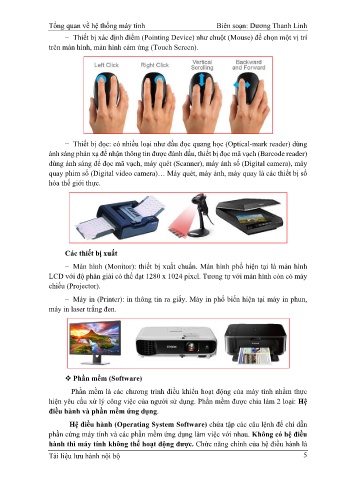 Tổng quan về hệ thống máy tính Biên soạn: Dương Thanh Linh
− Thiết bị xác định điểm (Pointing Device) như chuột (Mouse) để chọn một vị trí
trên màn hình, màn hình cảm ứng (Touch Screen).
Left Click Right Click Vertical Scrolling Backward and Forward
− Thiết bị đọc: có nhiều loại như đầu đọc quang học (Optical-mark reader) dùng
ánh sáng phản xạ để nhận thông tin được đánh dấu, thiết bị đọc mã vạch (Barcode reader)
dùng ánh sáng để đọc mã vạch, máy quét (Scanner), máy ảnh số (Digital camera), máy
quay phim số (Digital video camera)… Máy quét, máy ảnh, máy quay là các thiết bị số
hóa thế giới thực.
Các thiết bị xuất
− Màn hình (Monitor): thiết bị xuất chuẩn. Màn hình phổ hiện tại là màn hình
LCD với độ phân giải có thể đạt 1280 x 1024 pixel. Tương tự với màn hình còn có máy
chiếu (Projector).
− Máy in (Printer): in thông tin ra giấy. Máy in phổ biến hiện tại máy in phun,
máy in laser trắng đen.
❖ Phần mềm (Software)
Phần mềm là các chương trình điều khiển hoạt động của máy tính nhằm thực
hiện yêu cầu xử lý công việc của người sử dụng. Phần mềm được chia làm 2 loại: Hệ
điều hành và phần mềm ứng dụng.
Hệ điều hành (Operating System Software) chứa tập các câu lệnh để chỉ dẫn
phần cứng máy tính và các phần mềm ứng dụng làm việc với nhau. Không có hệ điều
hành thì máy tính không thể hoạt động được. Chức năng chính của hệ điều hành là
Tài liệu lưu hành nội bộ 5